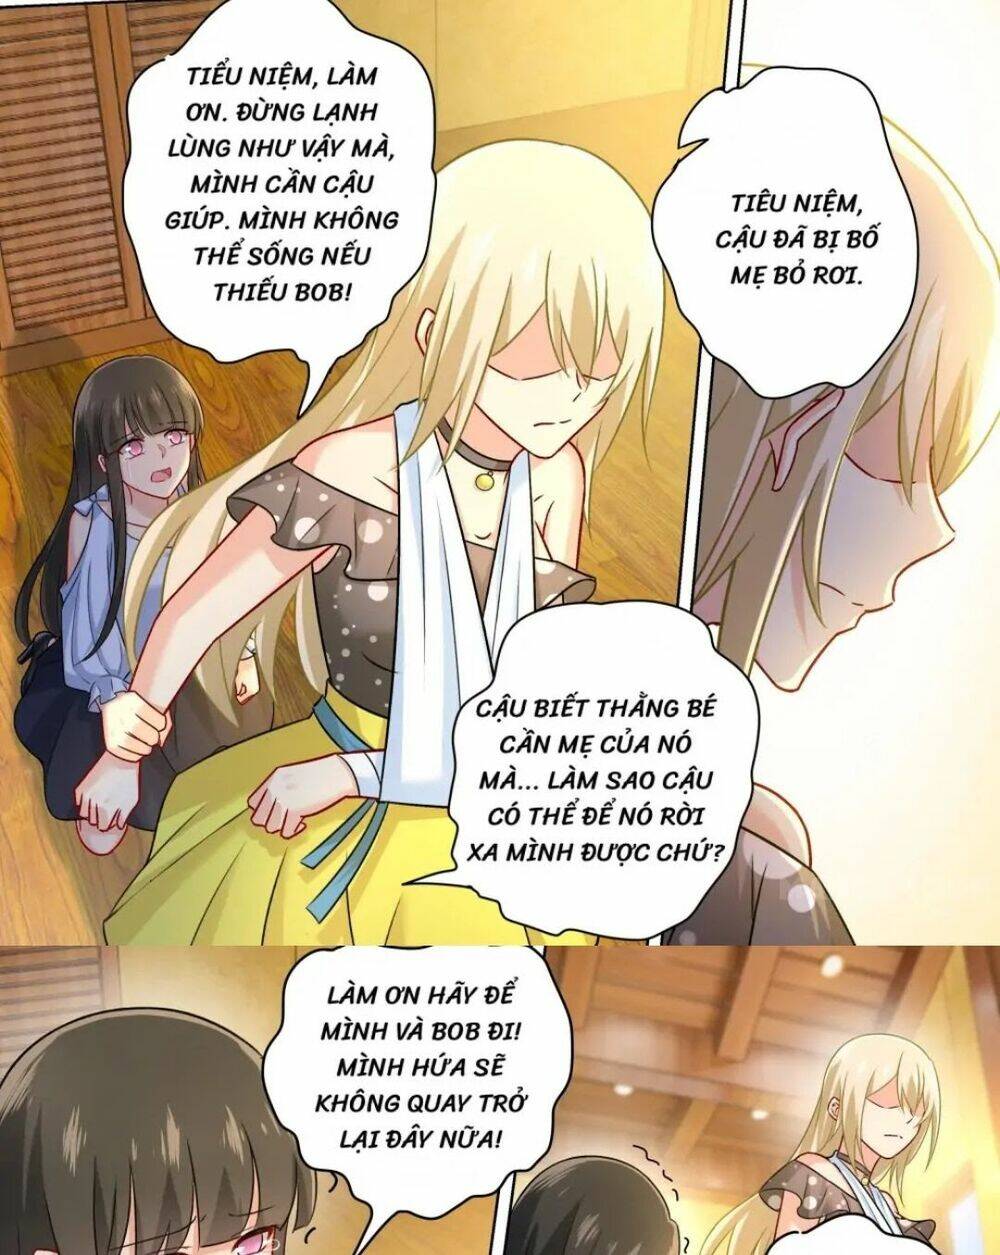 TIỂU NIỆM, LÀM
ƠN. ĐỪNG LẠNH
LÙNG NHƯ VẬY MÀ,
MÌNH CẦN CẬU
GIÚP. MÌNH KHÔNG
THỂ SỐNG NẾU
THIẾU BOB!
TIÊU NIỆM,
CẬU ĐÃ BỊ BỐ
MẸ BỎ RƠI.
CẬU BIẾT THẰNG BÉ
CẦN MẸ CỦA NÓ
MÀ... LÀM SAO CẬU
CÓ THỂ ĐỂ NÓ RỜI
XA MÌNH ĐƯỢC CHỨ?
LÀM ƠN HÃY ĐỂ
MÌNH VÀ BOB ĐI!
MÌNH HỨA SẼ
KHÔNG QUAY TRỞ
LẠI ĐÂY NỮA!